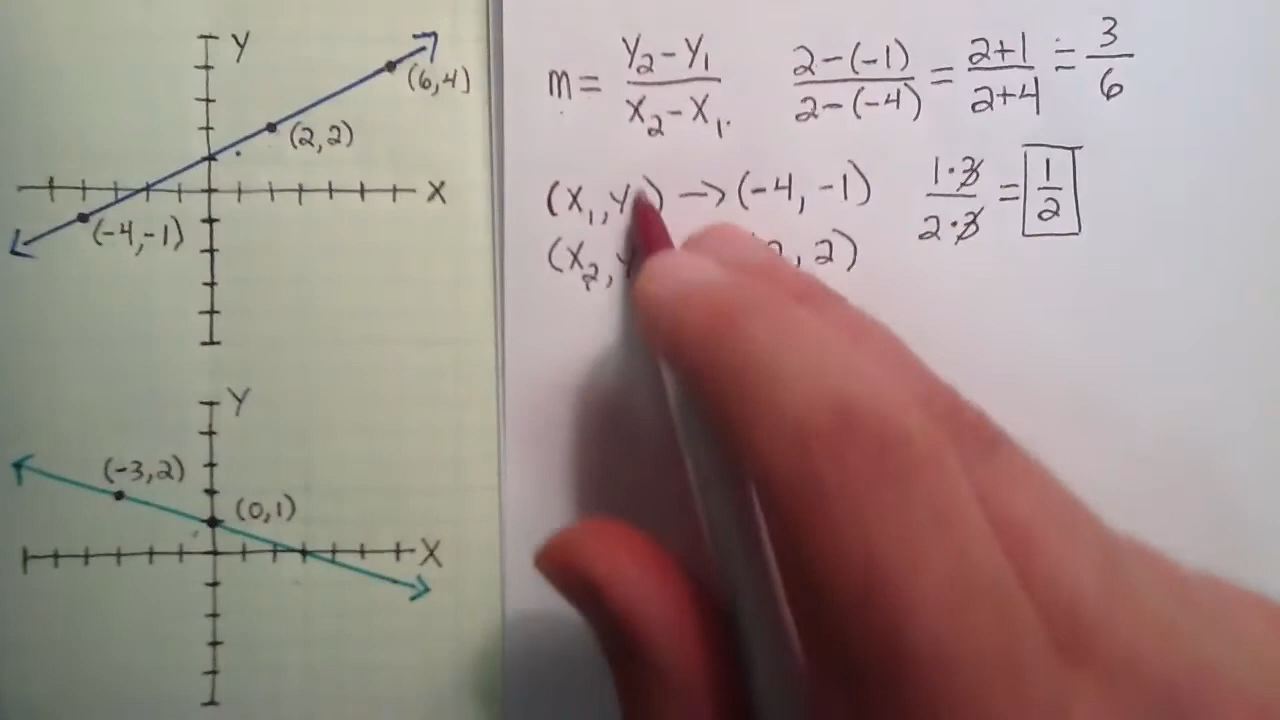 Y
(6,4)
(2,2)
X
(-4,-1)
Y
(-3,2)
(0,1)
X
m = Y₂-Y₁ / X₂-X₁
2-(-1) / 2-(-4) = 2+1 / 2+4 = 3 / 6
(X₁,Y → (-4, -1)
1·3 / 2·3 = 1 / 2
(X₂, , 2)